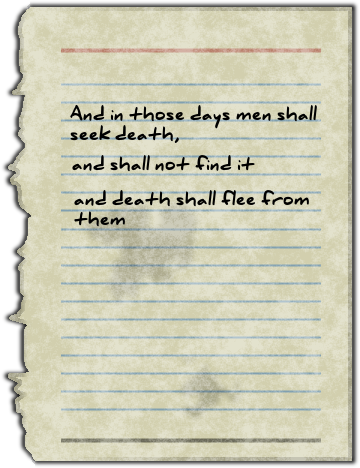 And in those days men shall
seek death,
and shall not find it
and death shall flee from
them